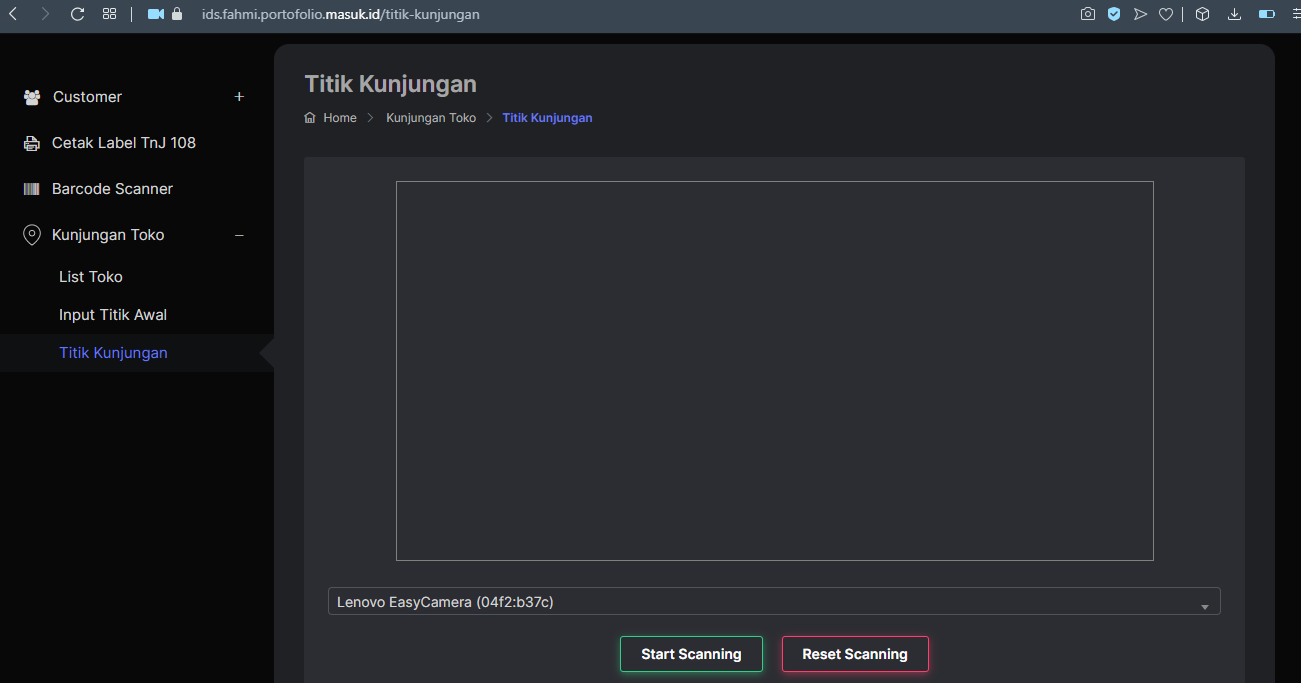 ids.fahmi.portofolio.masuk.id/titik-kunjungan
Customer
Cetak Label TnJ 108
Barcode Scanner
Kunjungan Toko
List Toko
Input Titik Awal
Titik Kunjungan
Titik Kunjungan
Home > Kunjungan Toko > Titik Kunjungan
Lenovo EasyCamera (04f2:b37c)
Start Scanning
Reset Scanning